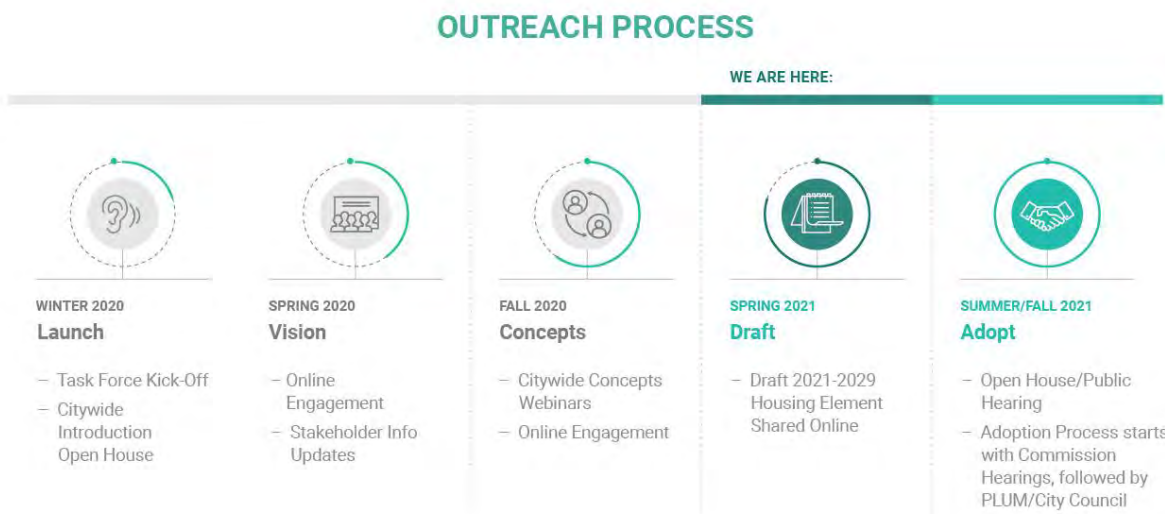 OUTREACH PROCESS
WE ARE HERE:
WINTER 2020
Launch
– Task Force Kick-Off
– Citywide
Introduction
Open House
SPRING 2020
Vision
– Online
Engagement
– Stakeholder Info
Updates
FALL 2020
Concepts
– Citywide Concepts
Webinars
– Online Engagement
SPRING 2021
Draft
– Draft 2021-2029
Housing Element
Shared Online
SUMMER/FALL 2021
Adopt
– Open House/Public
Hearing
– Adoption Process starts
with Commission
Hearings, followed by
PLUM/City Council